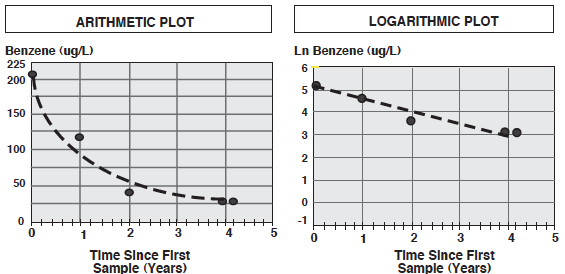 ARITHMETIC PLOT
Benzene (ug/L)
225
200
150
100
50
0
0 1 2 3 4 5
Time Since First
Sample (Years)
LOGARITHMIC PLOT
Ln Benzene (ug/L)
6
5
4
3
2
1
0
-1
0 1 2 3 4 5
Time Since First
Sample (Years)